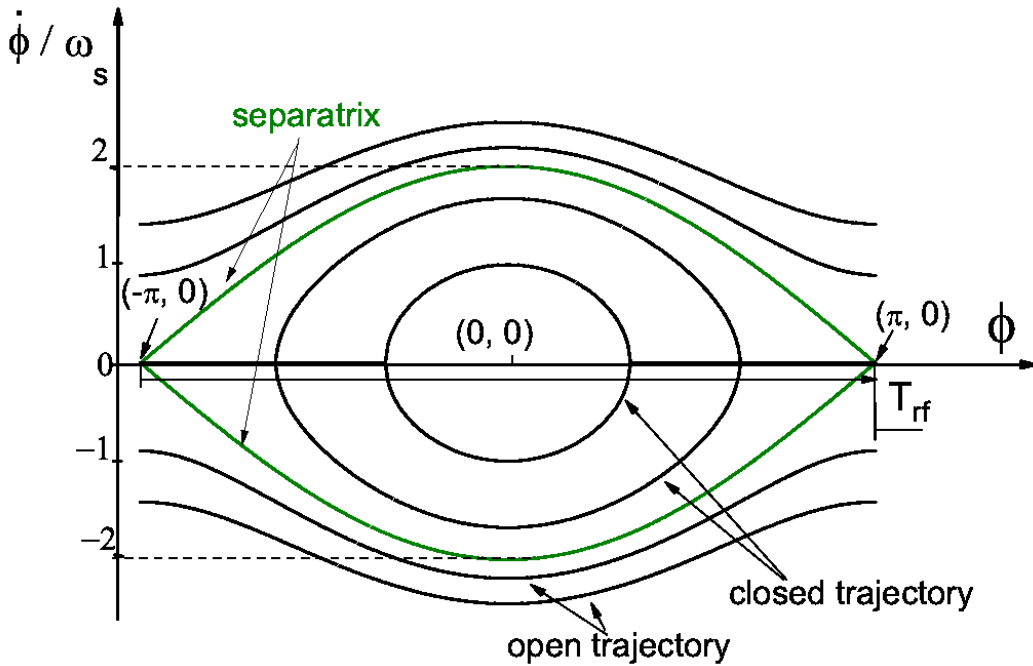 ϕ̇ / ω_s
separatrix
2
1
(-π, 0)
(0, 0)
(π, 0)
ϕ
0
T_rf
−1
−2
closed trajectory
open trajectory